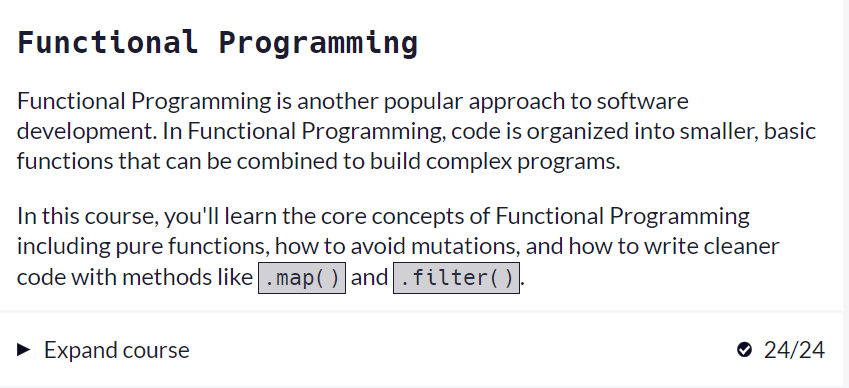 Functional Programming
Functional Programming is another popular approach to software
development. In Functional Programming, code is organized into smaller, basic
functions that can be combined to build complex programs.
In this course, you'll learn the core concepts of Functional Programming
including pure functions, how to avoid mutations, and how to write cleaner
code with methods like .map() and .filter().
Expand course 24/24